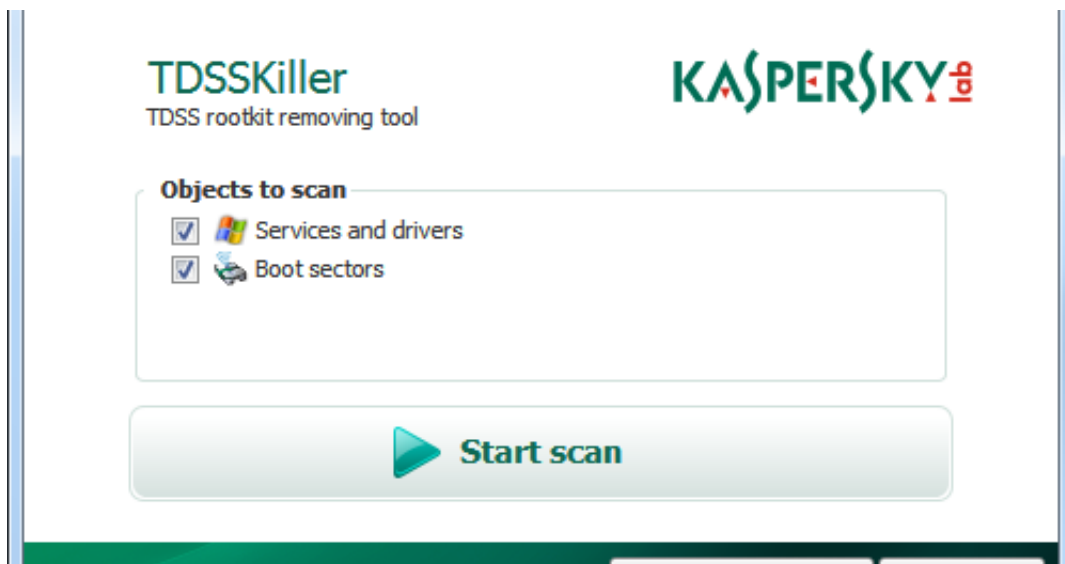 TDSSKiller
TDSS rootkit removing tool
KASPERSKY lab
Objects to scan
Services and drivers
Boot sectors
Start scan